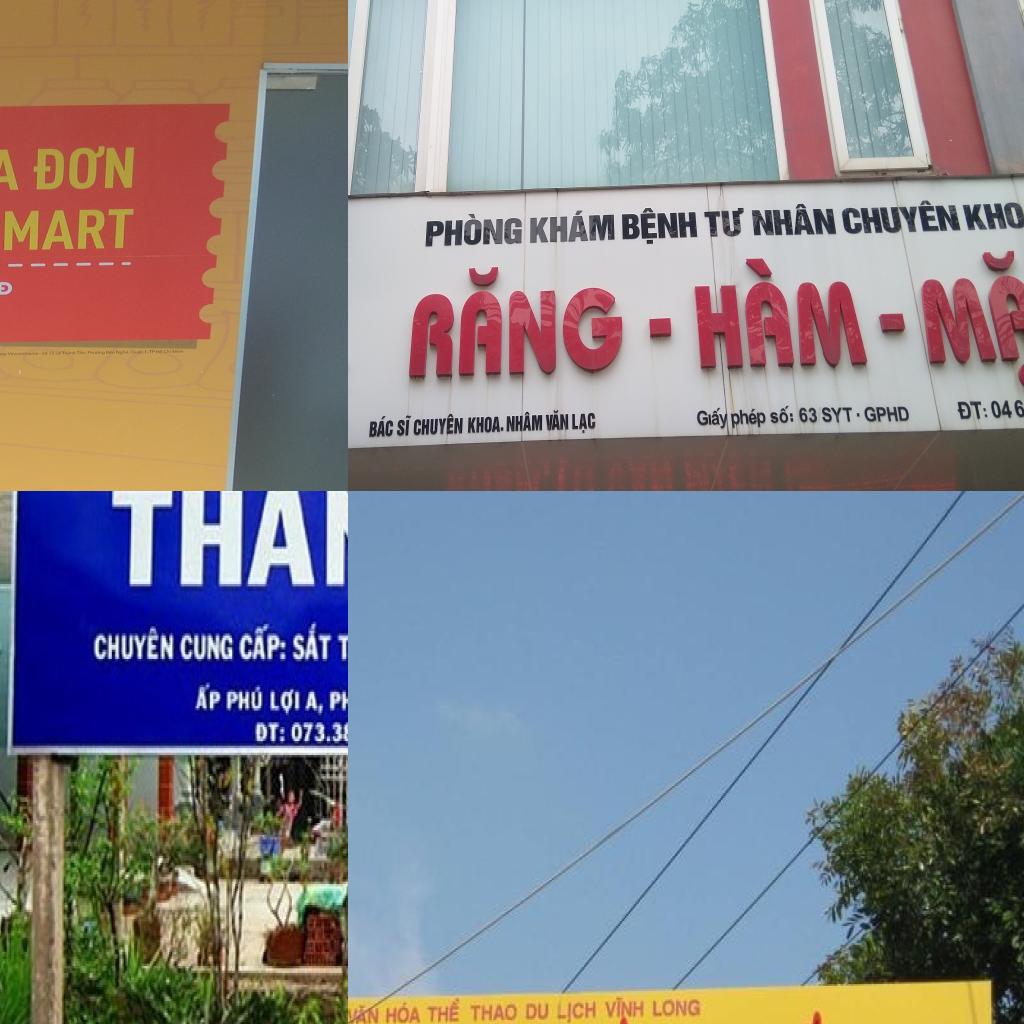 A ĐƠN
MART
PHÒNG KHÁM BỆNH TƯ NHÂN CHUYÊN KHO
RĂNG - HÀM - MẶ
BÁC SĨ CHUYÊN KHOA. NHÂM VĂN LẠC
Giấy phép số: 63 SYT - GPHD
ĐT: 04 6
THAN
CHUYÊN CUNG CẤP: SẮT T
ẤP PHÚ LỢI A, PH
ĐT: 073.38
VĂN HÓA THỂ THAO DU LỊCH VĨNH LONG